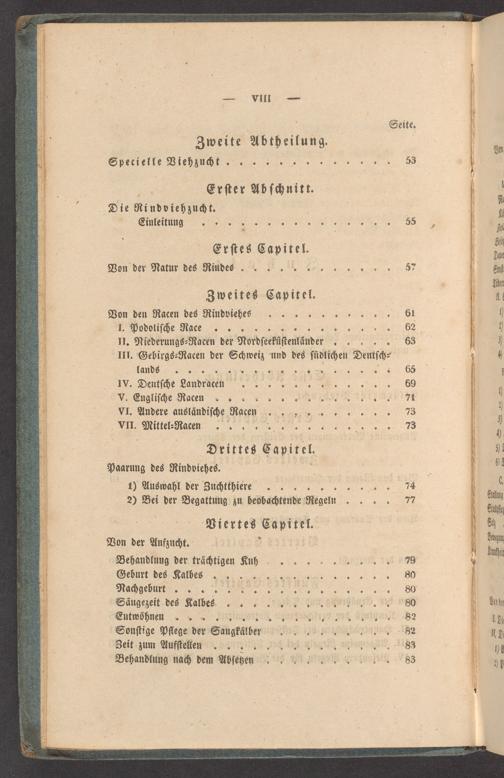 — VIII —
Seite.
Zweite Abtheilung.
Specielle Viehzucht . . . . . . . . . . . . . 53
Erster Abschnitt.
Die Rindviehzucht.
Einleitung . . . . . . . . . . . . . . 55
Erstes Capitel.
Von der Natur des Rindes . . . . . . . . . . . . 57
Zweites Capitel.
Von den Racen des Rindviehes . . . . . . . . . . . 61
I. Podolische Race . . . . . . . . . . . . . 62
II. Niederungs-Racen der Nordseeküstenländer . . . . . 63
III. Gebirgs-Racen der Schweiz und des südlichen Deutsch-
lands . . . . . . . . . . . . . . . . 65
IV. Deutsche Landracen . . . . . . . . . . . . 69
V. Englische Racen . . . . . . . . . . . . . 71
VI. Andere ausländische Racen . . . . . . . . . . 73
VII. Mittel-Racen . . . . . . . . . . . . . . 73
Drittes Capitel.
Paarung des Rindviehes.
1) Auswahl der Zuchtthiere . . . . . . . . . . 74
2) Bei der Begattung zu beobachtende Regeln . . . . 77
Viertes Capitel.
Von der Aufzucht.
Behandlung der trächtigen Kuh . . . . . . . . . . 79
Geburt des Kalbes . . . . . . . . . . . . . . 80
Nachgeburt . . . . . . . . . . . . . . . . . 80
Säugezeit des Kalbes . . . . . . . . . . . . . 80
Entwöhnen . . . . . . . . . . . . . . . . . 82
Sonstige Pflege der Saugkälber . . . . . . . . . . 82
Zeit zum Aufstellen . . . . . . . . . . . . . . 83
Behandlung nach dem Absetzen . . . . . . . . . . 83